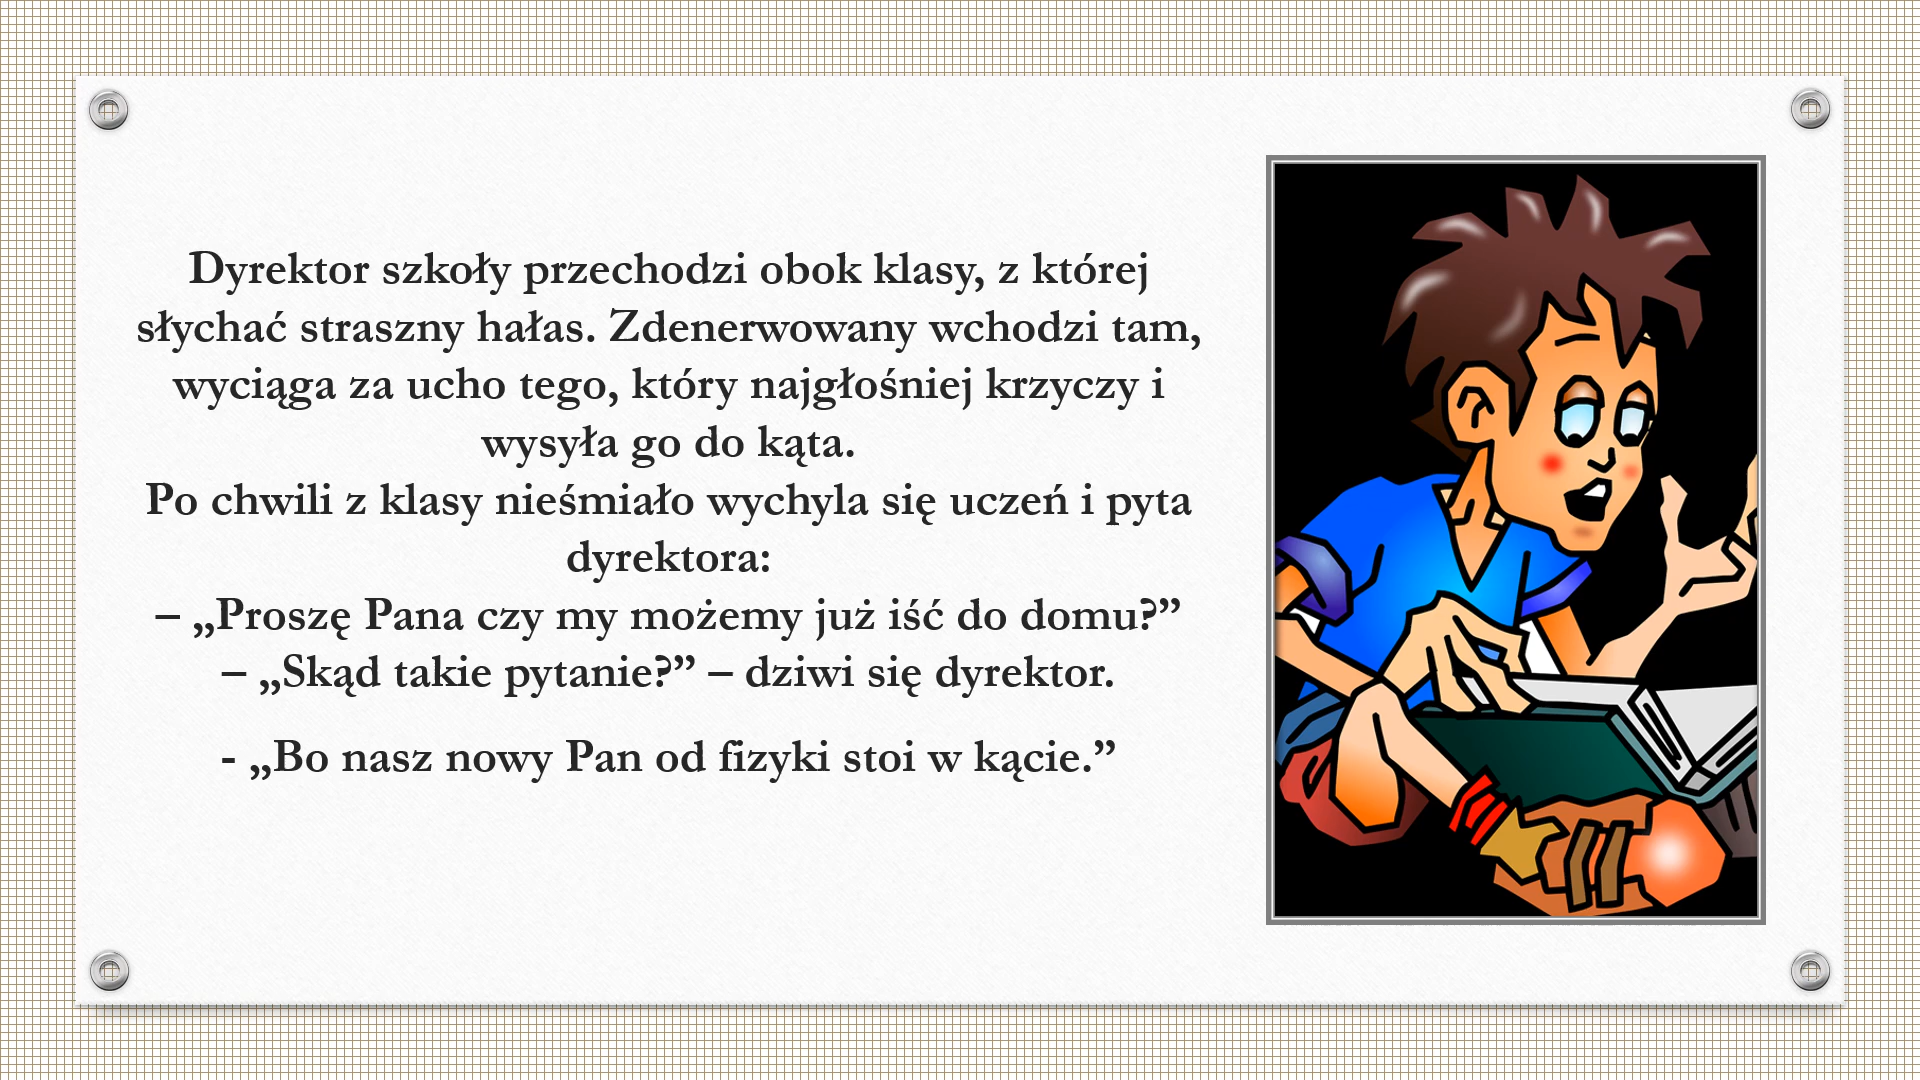 Dyrektor szkoły przechodzi obok klasy, z której
słychać straszny hałas. Zdenerwowany wchodzi tam,
wyciąga za ucho tego, który najgłośniej krzyczy i
wysyła go do kąta.
Po chwili z klasy nieśmiało wychyla się uczeń i pyta
dyrektora:
– „Proszę Pana czy my możemy już iść do domu?”
– „Skąd takie pytanie?” – dziwi się dyrektor.
- „Bo nasz nowy Pan od fizyki stoi w kącie.”